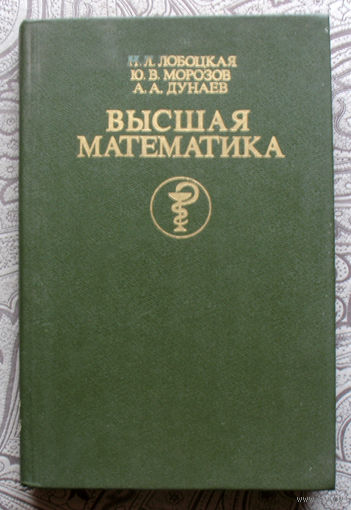 Н. Л. ЛОБОЦКАЯ
Ю. В. МОРОЗОВ
А. А. ДУНАЕВ
ВЫСШАЯ
МАТЕМАТИКА